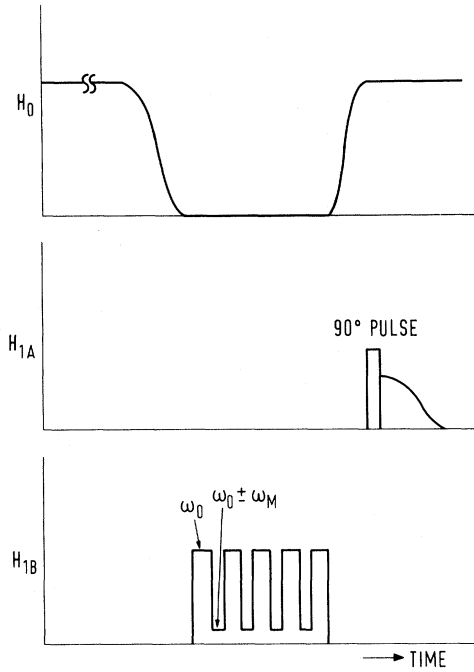 H0
H1A
90° PULSE
ω0
ω0 ± ωM
H1B
→ TIME